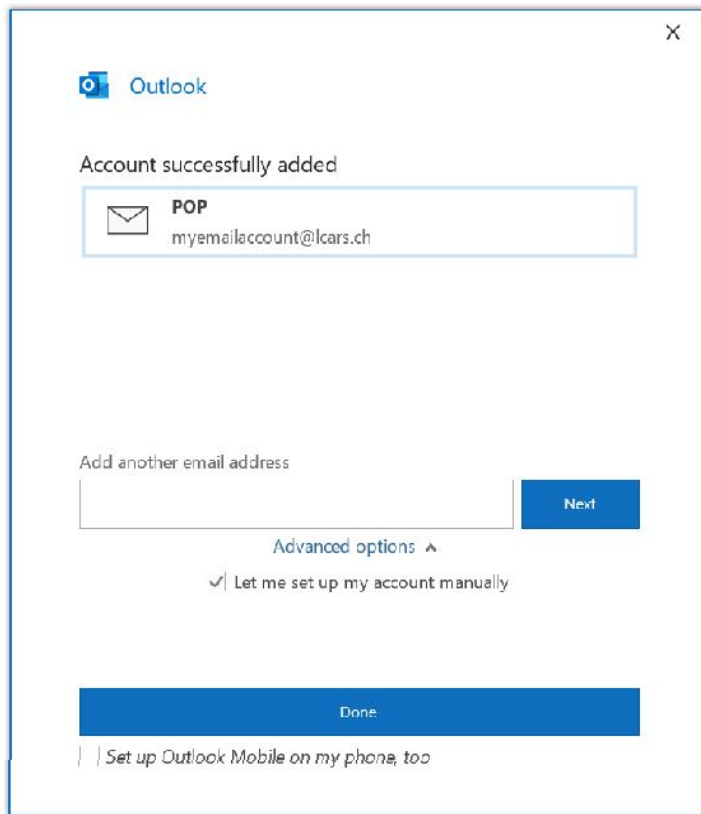 Outlook
Account successfully added
POP
myemailaccount@lcars.ch
Add another email address
Next
Advanced options
Let me set up my account manually
Done
Set up Outlook Mobile on my phone, too